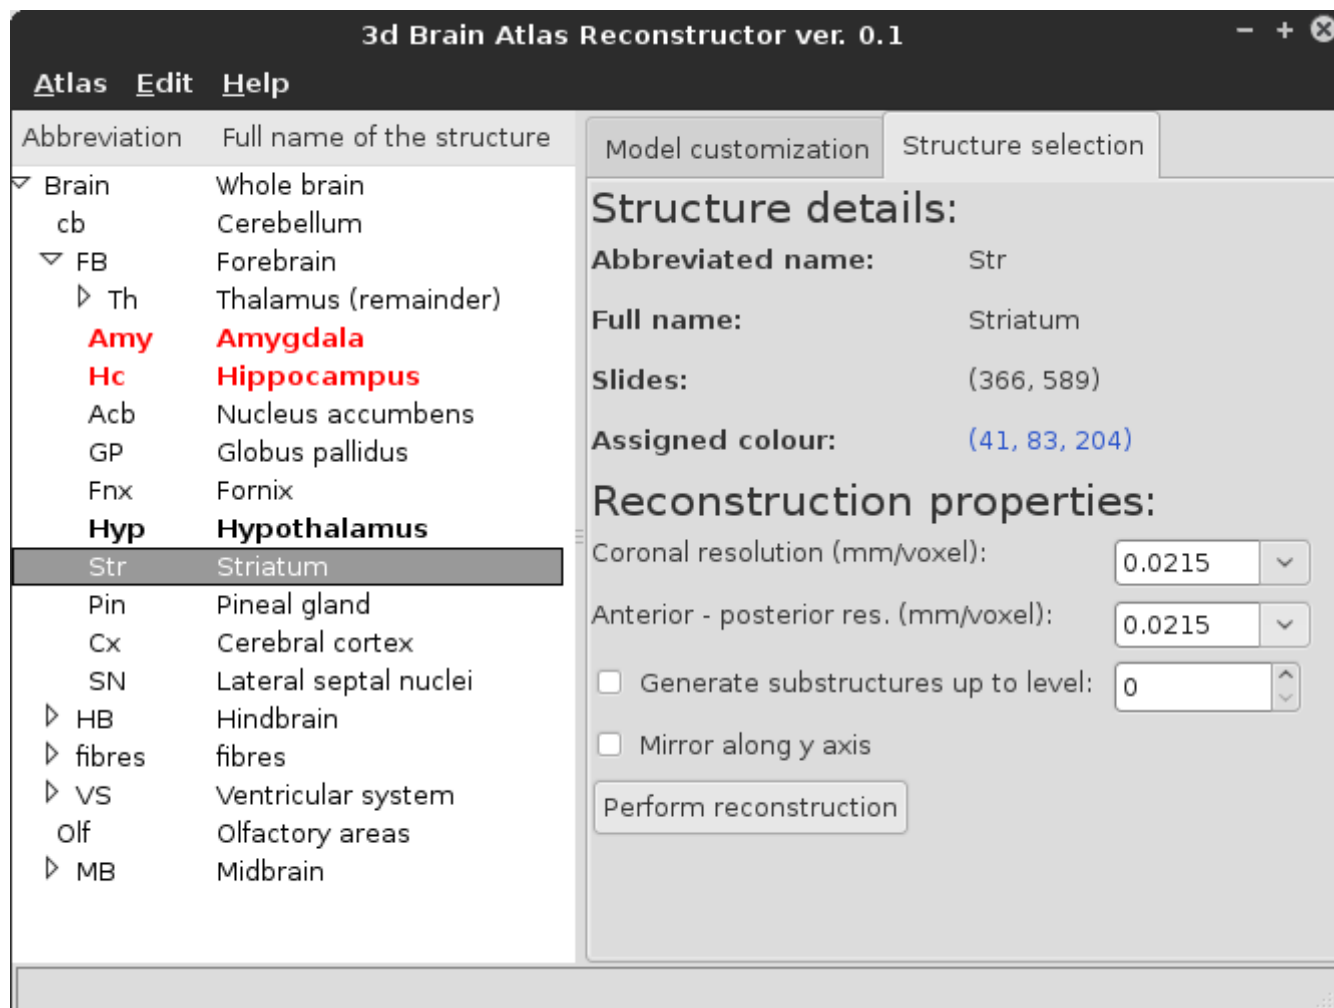 3d Brain Atlas Reconstructor ver. 0.1
Atlas Edit Help
Abbreviation Full name of the structure
Brain Whole brain
cb Cerebellum
FB Forebrain
Th Thalamus (remainder)
Amy Amygdala
Hc Hippocampus
Acb Nucleus accumbens
GP Globus pallidus
Fnx Fornix
Hyp Hypothalamus
Str Striatum
Pin Pineal gland
Cx Cerebral cortex
SN Lateral septal nuclei
HB Hindbrain
fibres fibres
VS Ventricular system
Olf Olfactory areas
MB Midbrain
Model customization Structure selection
Structure details:
Abbreviated name: Str
Full name: Striatum
Slides: (366, 589)
Assigned colour: (41, 83, 204)
Reconstruction properties:
Coronal resolution (mm/voxel): 0.0215
Anterior - posterior res. (mm/voxel): 0.0215
Generate substructures up to level: 0
Mirror along y axis
Perform reconstruction